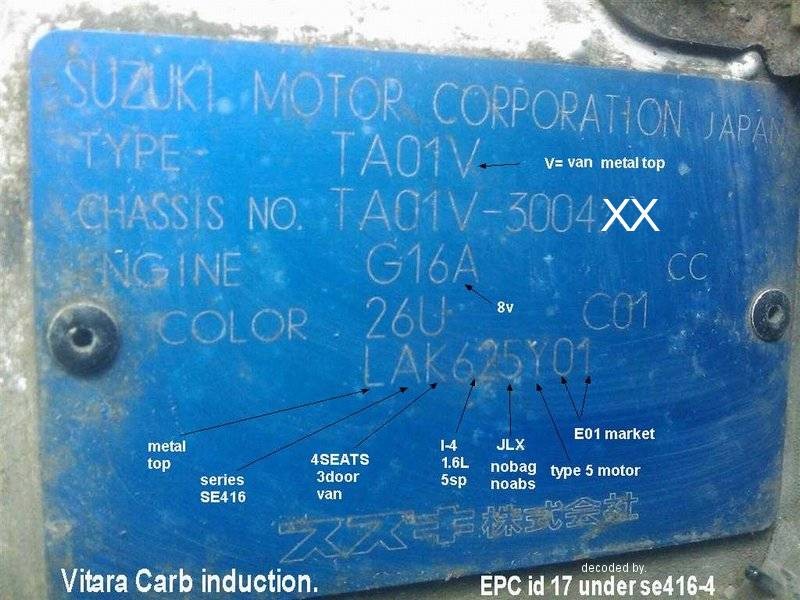 SUZUKI MOTOR CORPORATION JAPAN
TYPE TA01V V= van metal top
CHASSIS NO. TA01V-3004XX
ENGINE G16A CC
8v
COLOR 26U C01
LAK625Y01
metal
top
series
SE416
4SEATS
3door
van
I-4
1.6L
5sp
JLX
nobag
noabs
type 5 motor
E01 market
スズキ株式会社
Vitara Carb induction.
decoded by.
EPC id 17 under se416-4